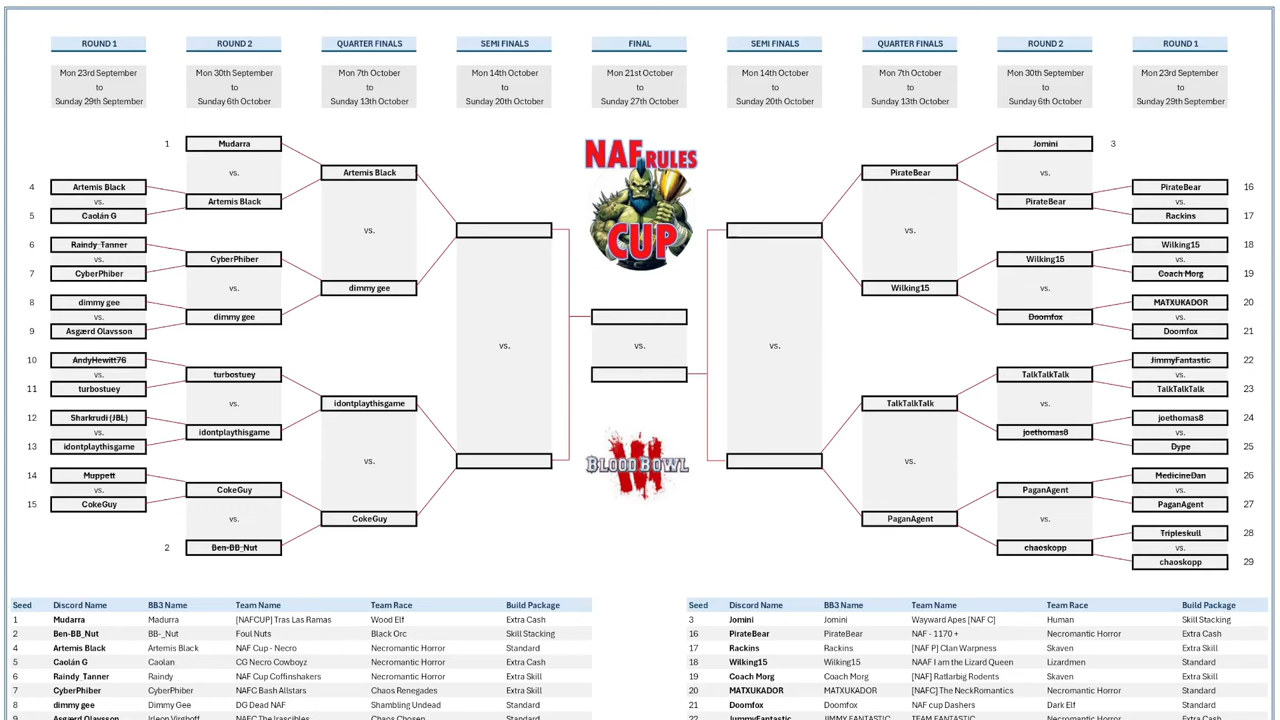 ROUND 1 ROUND 2 QUARTER FINALS SEMI FINALS FINAL SEMI FINALS QUARTER FINALS ROUND 2 ROUND 1
Mon 23rd September Mon 30th September Mon 7th October Mon 14th October Mon 21st October Mon 14th October Mon 7th October Mon 30th September Mon 23rd September
to to to to to to to to to
Sunday 29th September Sunday 6th October Sunday 13th October Sunday 20th October Sunday 27th October Sunday 20th October Sunday 13th October Sunday 6th October Sunday 29th September
1 Mudarra Jomini 3
NAF RULES
vs. Artemis Black PirateBear vs.
4 Artemis Black PirateBear 16
vs. Artemis Black PirateBear vs.
5 Caolán G Rackins 17
vs. CUP vs.
6 Raindy_Tanner Wilking15 18
vs. CyberPhiber Wilking15 vs.
7 CyberPhiber Coach Morg 19
vs. dimmy gee Wilking15 vs.
8 dimmy gee MATXUKADOR 20
vs. dimmy gee Doomfox vs.
9 Asgærd Olavsson Doomfox 21
vs. vs. vs.
10 AndyHewitt76 JimmyFantastic 22
vs. turbostuey TalkTalkTalk vs.
11 turbostuey TalkTalkTalk 23
vs. idontplaythisgame TalkTalkTalk vs.
12 Sharkrudi (JBL) joethomas8 24
vs. idontplaythisgame joethomas8 vs.
13 idontplaythisgame Dype 25
vs. BLOOD BOWL vs.
14 Muppett MedicineDan 26
vs. CokeGuy PaganAgent vs.
15 CokeGuy PaganAgent 27
vs. CokeGuy PaganAgent vs.
Tripleskull 28
2 Ben-BB_Nut chaoskopp vs.
chaoskopp 29
Seed Discord Name BB3 Name Team Name Team Race Build Package Seed Discord Name BB3 Name Team Name Team Race Build Package
1 Mudarra Madurra [NAFCUP] Tras Las Ramas Wood Elf Extra Cash 3 Jomini Jomini Wayward Apes [NAF C] Human Skill Stacking
2 Ben-BB_Nut BB-_Nut Foul Nuts Black Orc Skill Stacking 16 PirateBear PirateBear NAF - 1170 + Necromantic Horror Extra Cash
4 Artemis Black Artemis Black NAF Cup - Necro Necromantic Horror Standard 17 Rackins Rackins [NAF P] Clan Warpness Skaven Extra Skill
5 Caolán G Caolan CG Necro Cowboyz Necromantic Horror Extra Cash 18 Wilking15 Wilking15 NAAF I am the Lizard Queen Lizardmen Standard
6 Raindy_Tanner Raindy NAF Cup Coffinshakers Necromantic Horror Extra Skill 19 Coach Morg Coach Morg [NAF] Ratlarbig Rodents Skaven Extra Skill
7 CyberPhiber CyberPhiber NAFC Bash Allstars Chaos Renegades Extra Skill 20 MATXUKADOR MATXUKADOR [NAFC] The NeckRomantics Necromantic Horror Standard
8 dimmy gee Dimmy Gee DG Dead NAF Shambling Undead Standard 21 Doomfox Doomfox NAF cup Dashers Dark Elf Standard